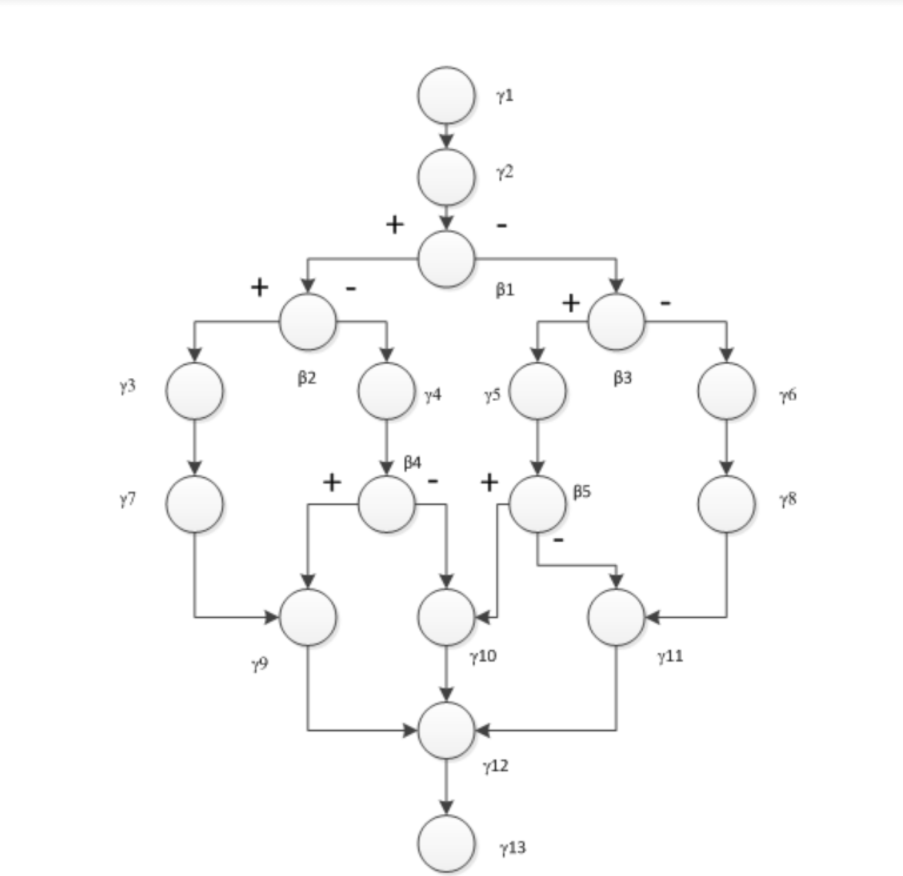 γ1
γ2
+ -
β1
+ -
+ -
β2
β3
γ3
γ4
γ5
γ6
β4
+ -
+
β5
γ7
γ8
-
γ9
γ10
γ11
γ12
γ13